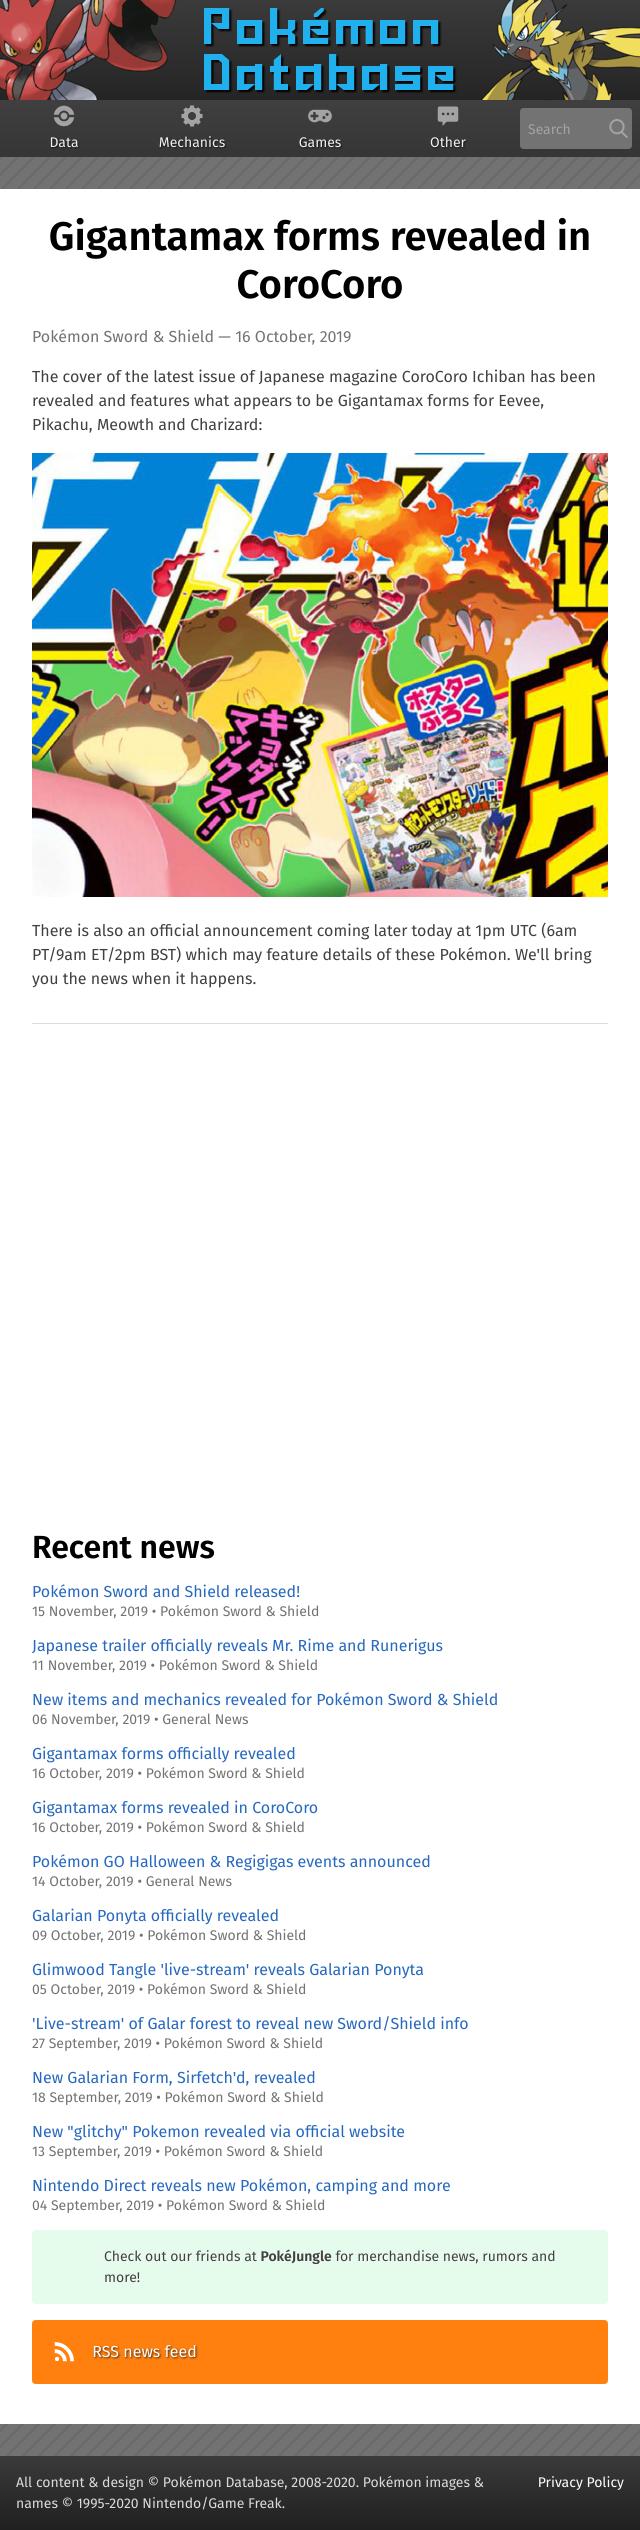 Pokémon
Database
Data
Mechanics
Games
Other
Search
Gigantamax forms revealed in
CoroCoro
Pokémon Sword & Shield — 16 October, 2019
The cover of the latest issue of Japanese magazine CoroCoro Ichiban has been
revealed and features what appears to be Gigantamax forms for Eevee,
Pikachu, Meowth and Charizard:
12
ポスター
ふろく
ぞくぞく
キョダイ
マックスー!
There is also an official announcement coming later today at 1pm UTC (6am
PT/9am ET/2pm BST) which may feature details of these Pokémon. We'll bring
you the news when it happens.
Recent news
Pokémon Sword and Shield released!
15 November, 2019 • Pokémon Sword & Shield
Japanese trailer officially reveals Mr. Rime and Runerigus
11 November, 2019 • Pokémon Sword & Shield
New items and mechanics revealed for Pokémon Sword & Shield
06 November, 2019 • General News
Gigantamax forms officially revealed
16 October, 2019 • Pokémon Sword & Shield
Gigantamax forms revealed in CoroCoro
16 October, 2019 • Pokémon Sword & Shield
Pokémon GO Halloween & Regigigas events announced
14 October, 2019 • General News
Galarian Ponyta officially revealed
09 October, 2019 • Pokémon Sword & Shield
Glimwood Tangle 'live-stream' reveals Galarian Ponyta
05 October, 2019 • Pokémon Sword & Shield
'Live-stream' of Galar forest to reveal new Sword/Shield info
27 September, 2019 • Pokémon Sword & Shield
New Galarian Form, Sirfetch'd, revealed
18 September, 2019 • Pokémon Sword & Shield
New "glitchy" Pokemon revealed via official website
13 September, 2019 • Pokémon Sword & Shield
Nintendo Direct reveals new Pokémon, camping and more
04 September, 2019 • Pokémon Sword & Shield
Check out our friends at PokéJungle for merchandise news, rumors and
more!
RSS news feed
All content & design © Pokémon Database, 2008-2020. Pokémon images &
names © 1995-2020 Nintendo/Game Freak.
Privacy Policy